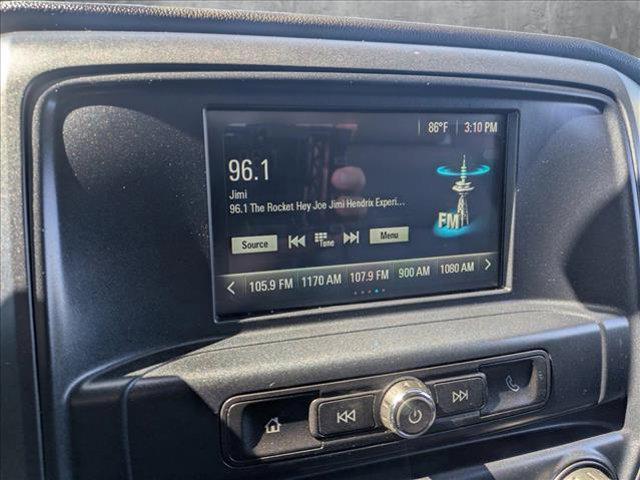 86°F 3:10 PM
96.1
Jimi
96.1 The Rocket Hey Joe Jimi Hendrix Experi...
FM
Source Tune Menu
105.9 FM 1170 AM 107.9 FM 900 AM 1080 AM